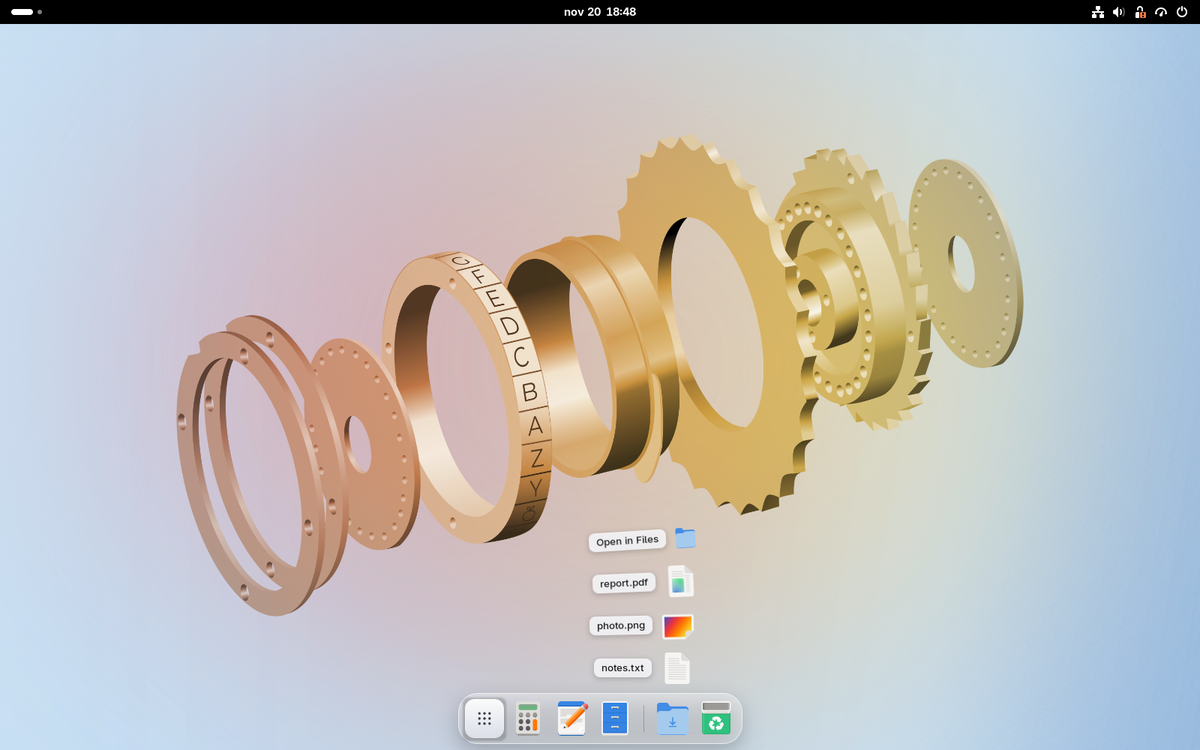 nov 20 18:48
G
F
E
D
C
B
A
Z
Y
Open in Files
report.pdf
photo.png
notes.txt